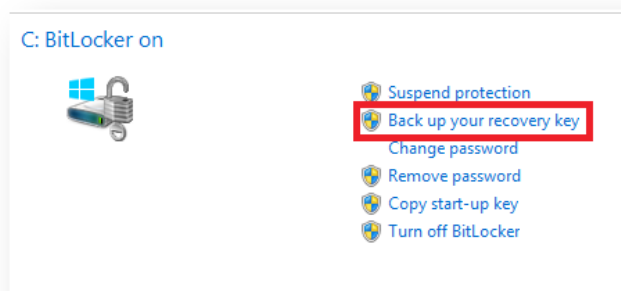 C: BitLocker on
Suspend protection
Back up your recovery key
Change password
Remove password
Copy start-up key
Turn off BitLocker